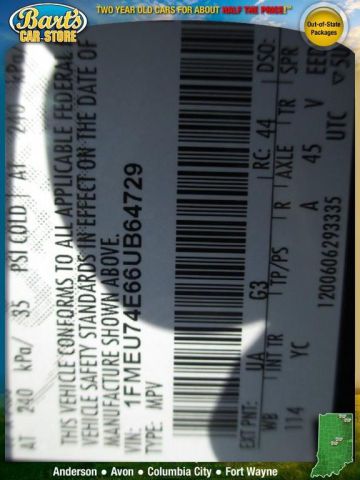 Bart's
CAR STORE
TWO YEAR OLD CARS FOR ABOUT HALF THE PRICE!™
Out-of-State
Packages
AT 240 kPa/ 35 PSI COLD AT 240 kPa
THIS VEHICLE CONFORMS TO ALL APPLICABLE FEDERAL
VEHICLE SAFETY STANDARDS IN EFFECT ON THE DATE OF
MANUFACTURE SHOWN ABOVE.
VIN: 1FMEU74E66UB64729
TYPE: MPV
EXT PNT: UA G3 RC: 44 DSO:
WB INT TR TP/PS R AXLE TR SPR
114 YC A 45 V
1200606293335 UTC
Anderson • Avon • Columbia City • Fort Wayne